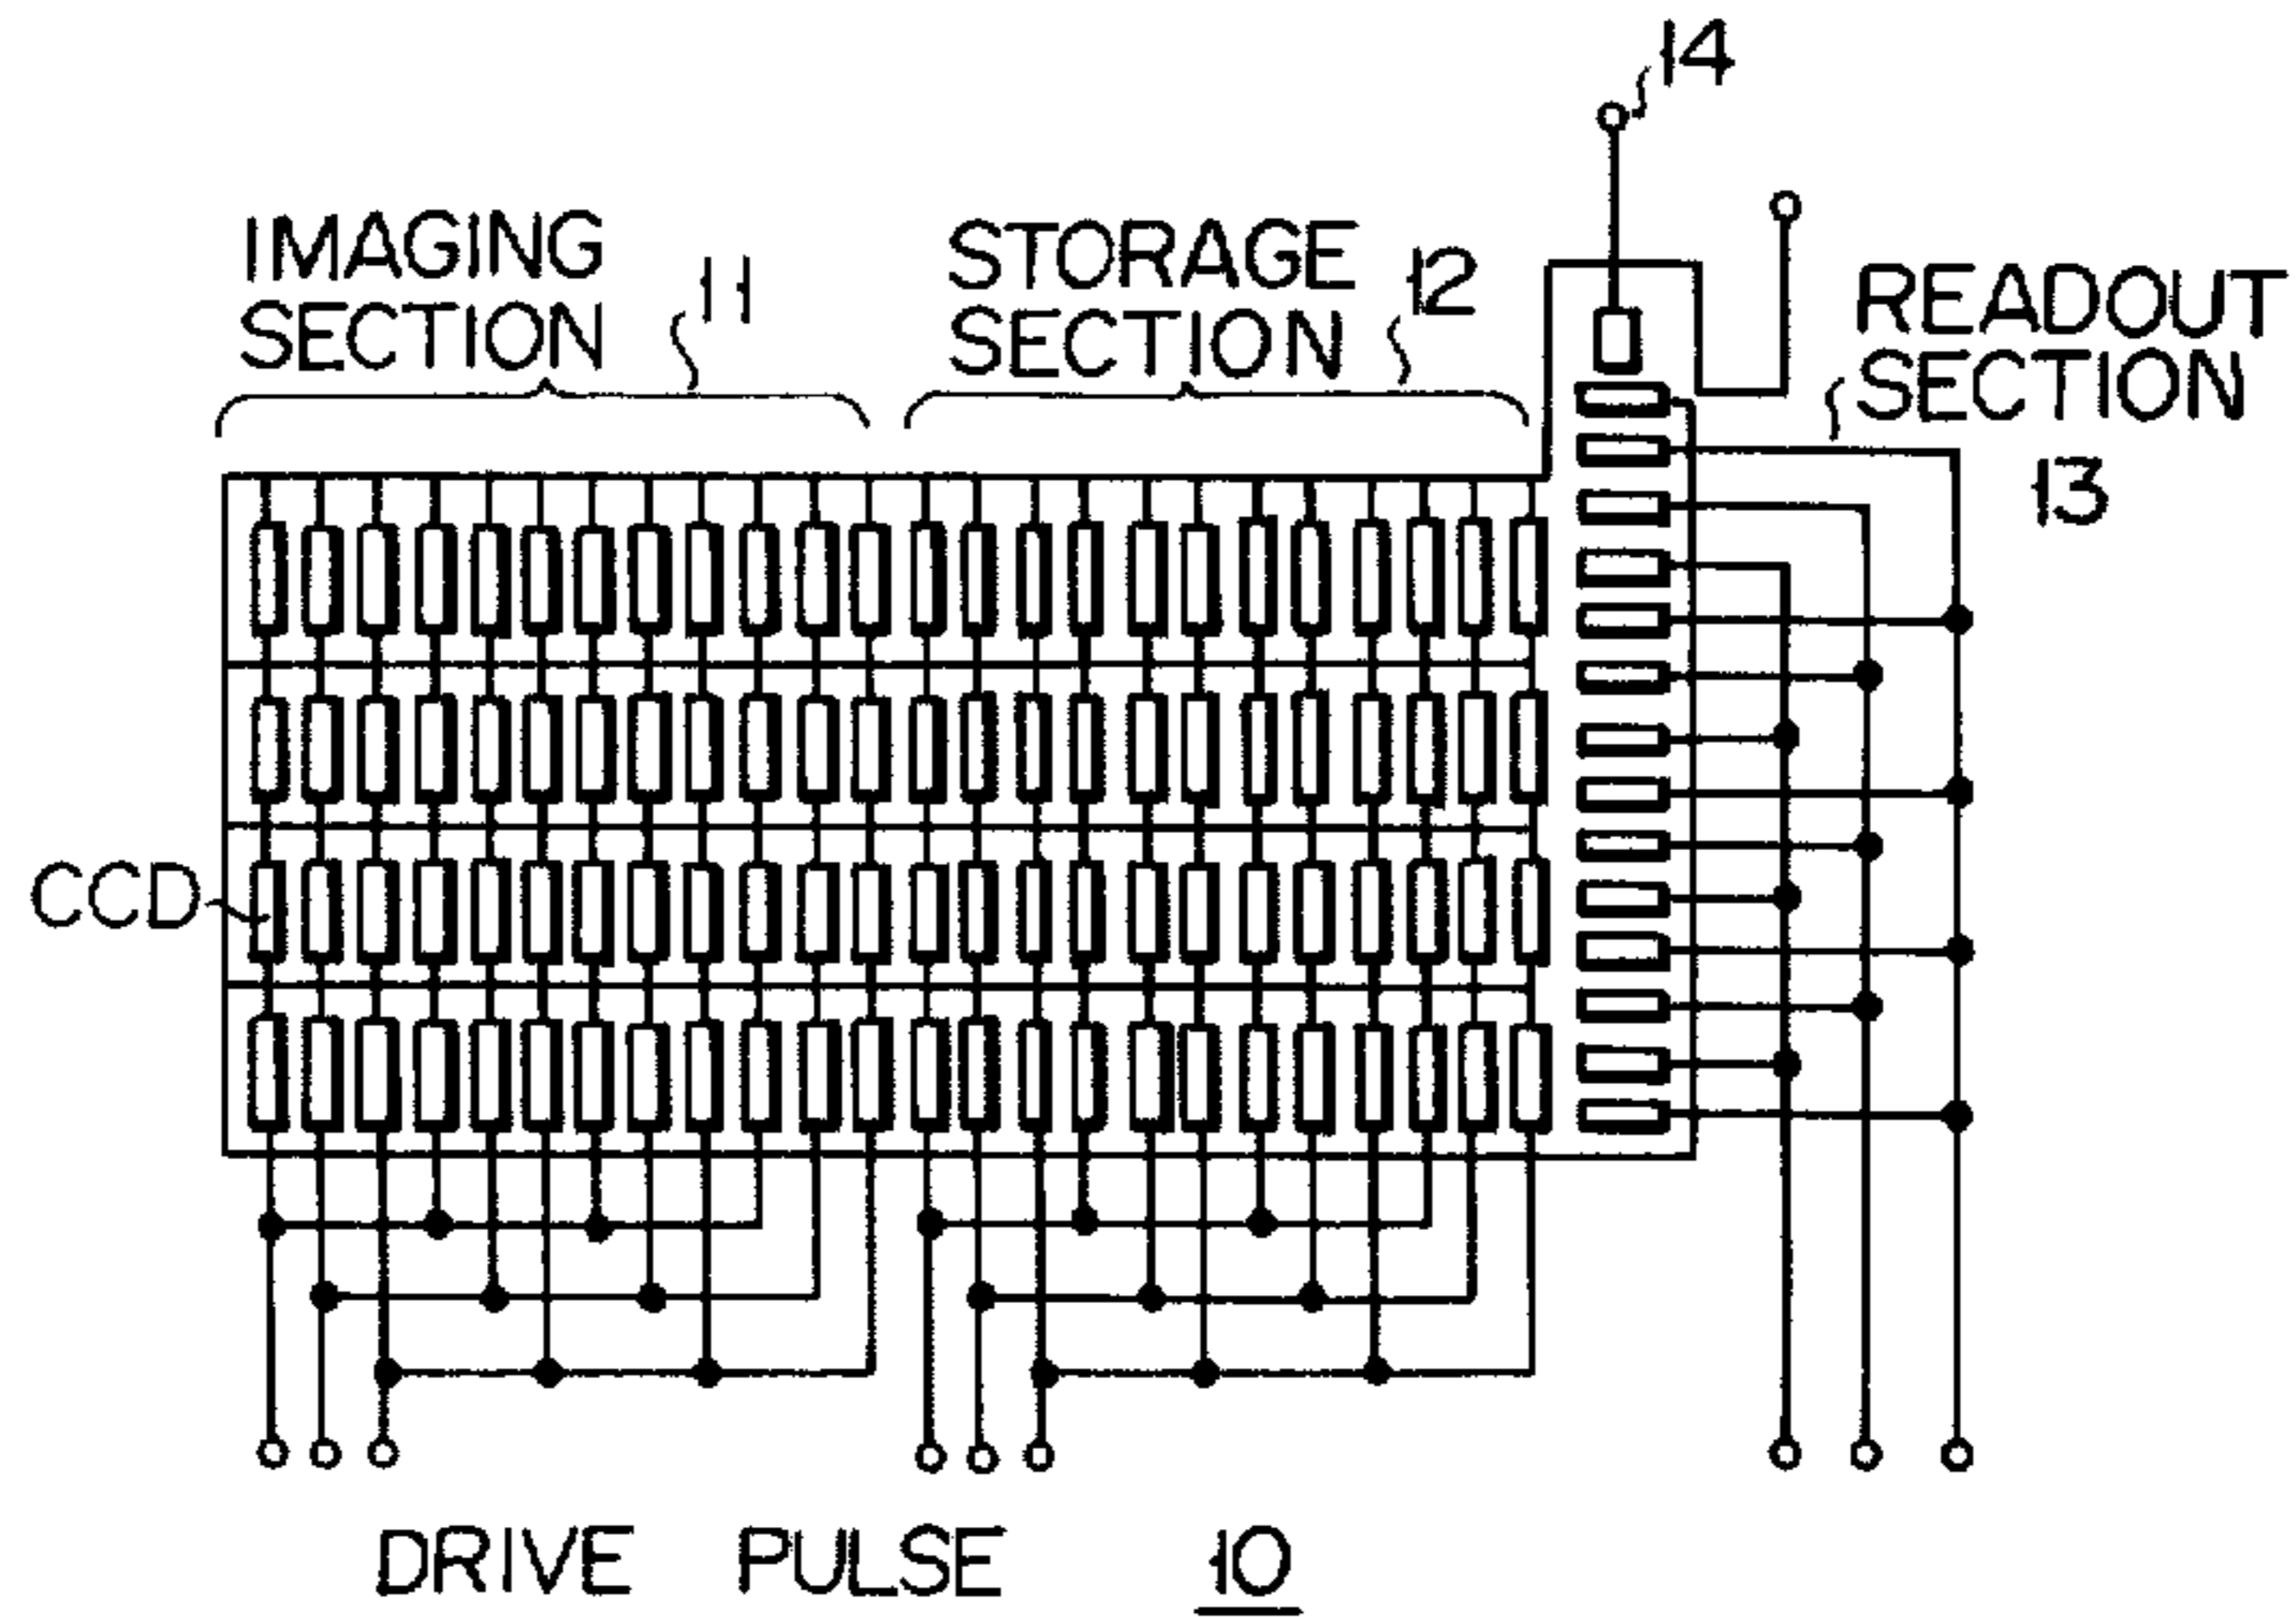 14
IMAGING
SECTION
11
STORAGE
SECTION
12
READOUT
SECTION
13
CCD
DRIVE PULSE
10